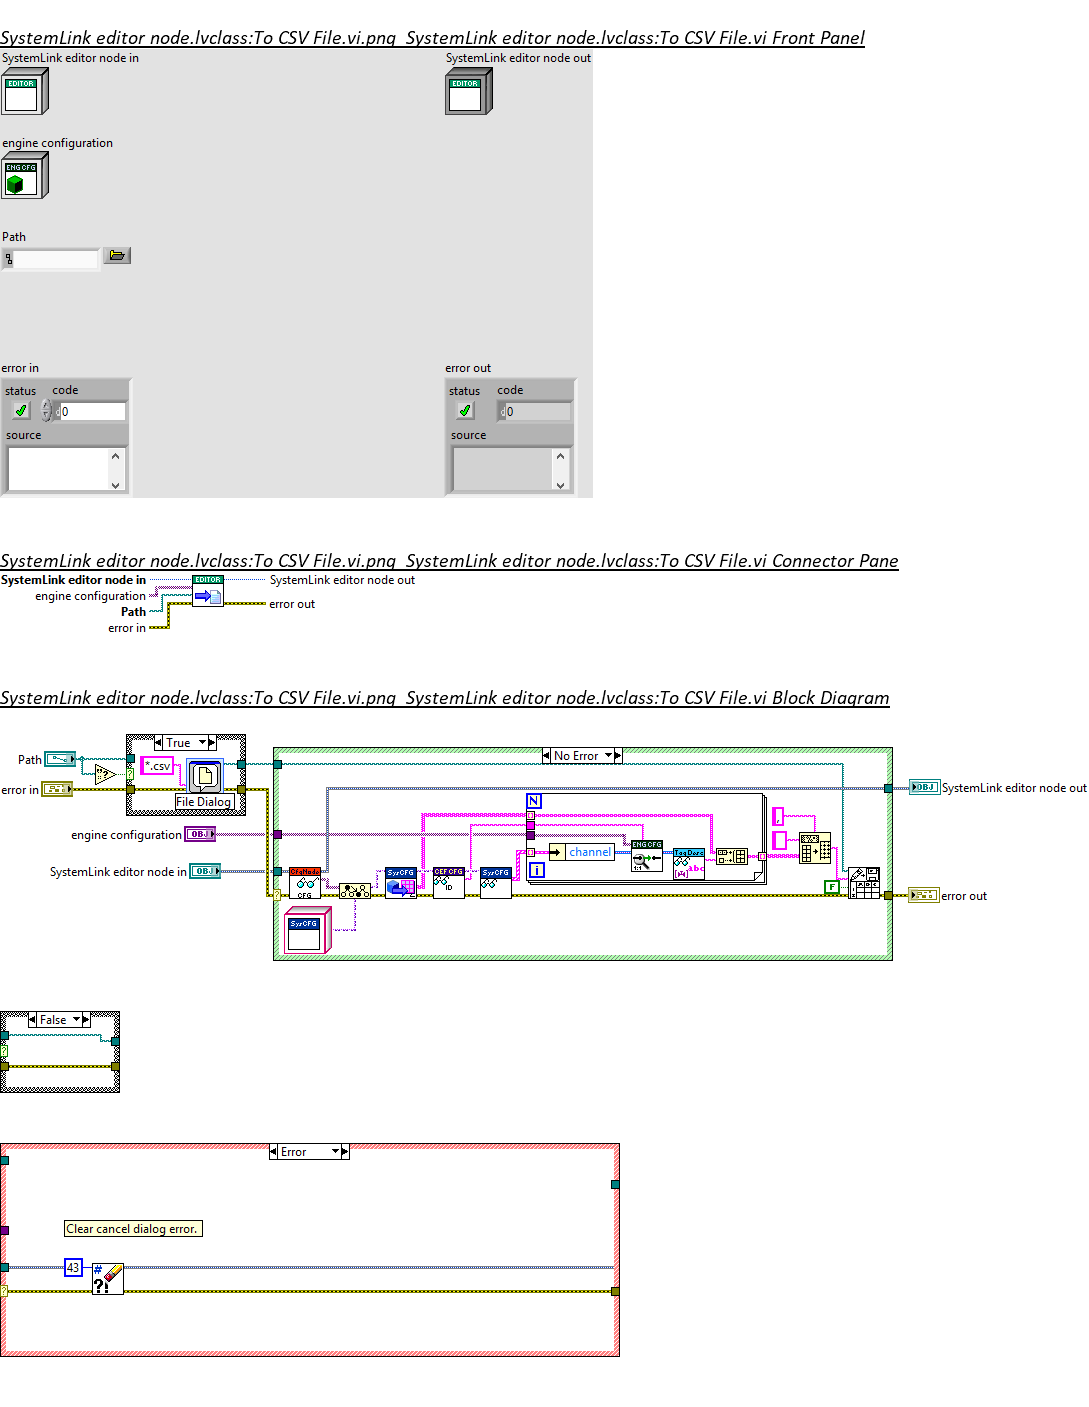 SystemLink editor node.lvclass:To CSV File.vi.png  SystemLink editor node.lvclass:To CSV File.vi Front Panel
SystemLink editor node in
SystemLink editor node out
EDITOR
EDITOR
engine configuration
ENG CFG
Path
error in
error out
status
code
status
code
0
0
source
source
SystemLink editor node.lvclass:To CSV File.vi.png  SystemLink editor node.lvclass:To CSV File.vi Connector Pane
SystemLink editor node in
EDITOR
SystemLink editor node out
engine configuration
Path
error out
error in
SystemLink editor node.lvclass:To CSV File.vi.png  SystemLink editor node.lvclass:To CSV File.vi Block Diagram
True
No Error
Path
*.csv
error in
File Dialog
OBJ
SystemLink editor node out
N
engine configuration
OBJ
ENG CFG
1:1
channel
Tag Desc
abc
SystemLink editor node in
OBJ
CFG
SysCFG
ID
SysCFG
i
F
error out
SysCFG
False
Error
Clear cancel dialog error.
43
#
?!